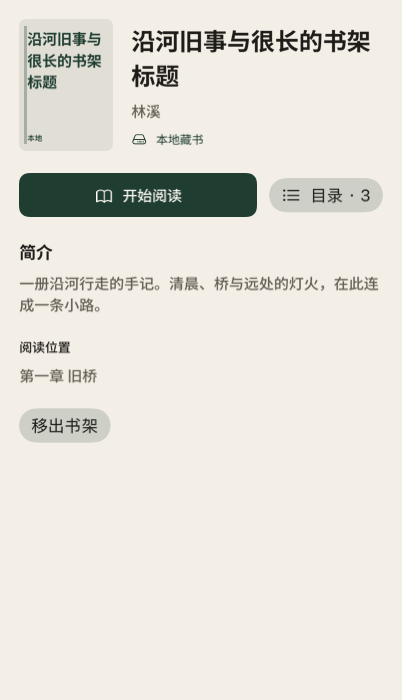 沿河旧事与
很长的书架
标题
本地
沿河旧事与很长的书架
标题
林溪
本地藏书
开始阅读
目录 · 3
简介
一册沿河行走的手记。清晨、桥与远处的灯火，在此连
成一条小路。
阅读位置
第一章 旧桥
移出书架